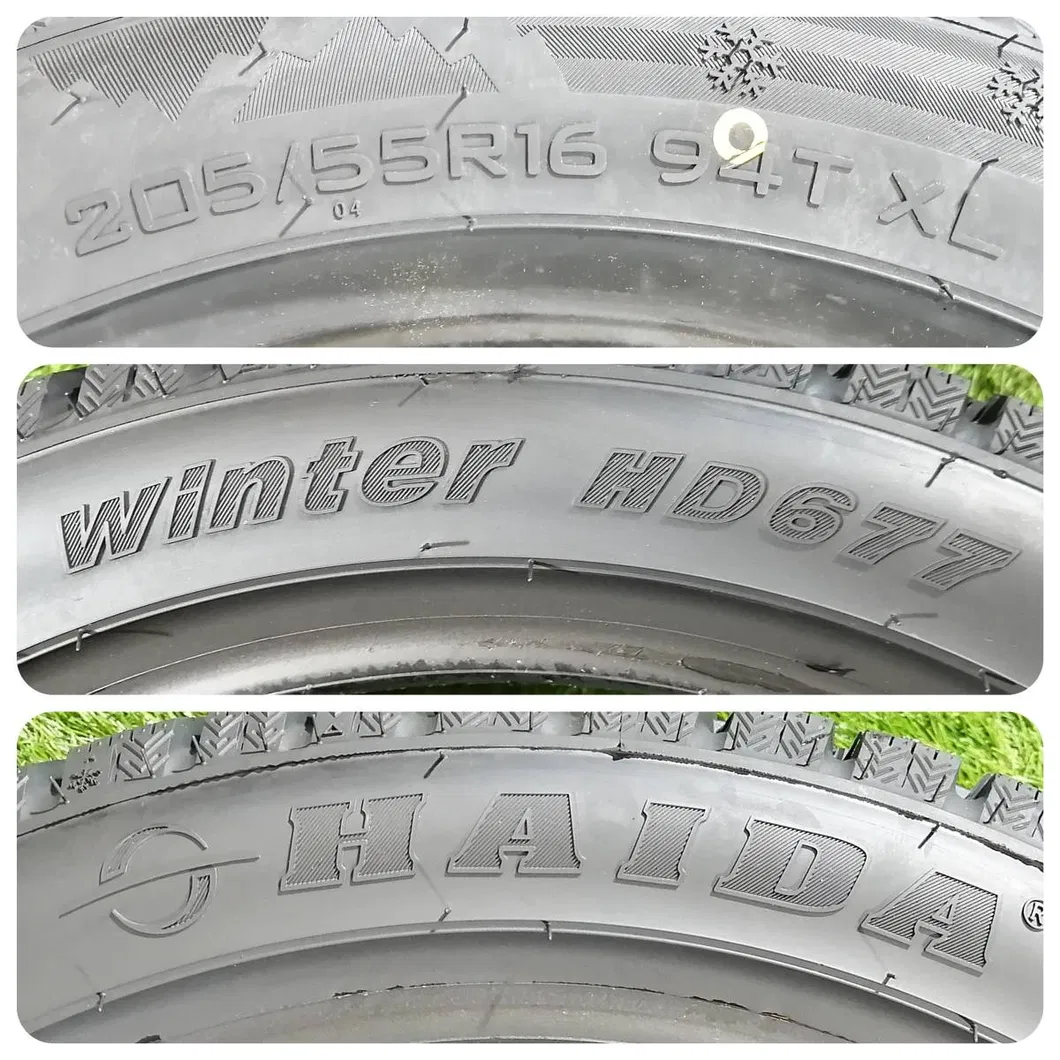 205/55R16 94T XL
04
winter HD677
HAIDA®